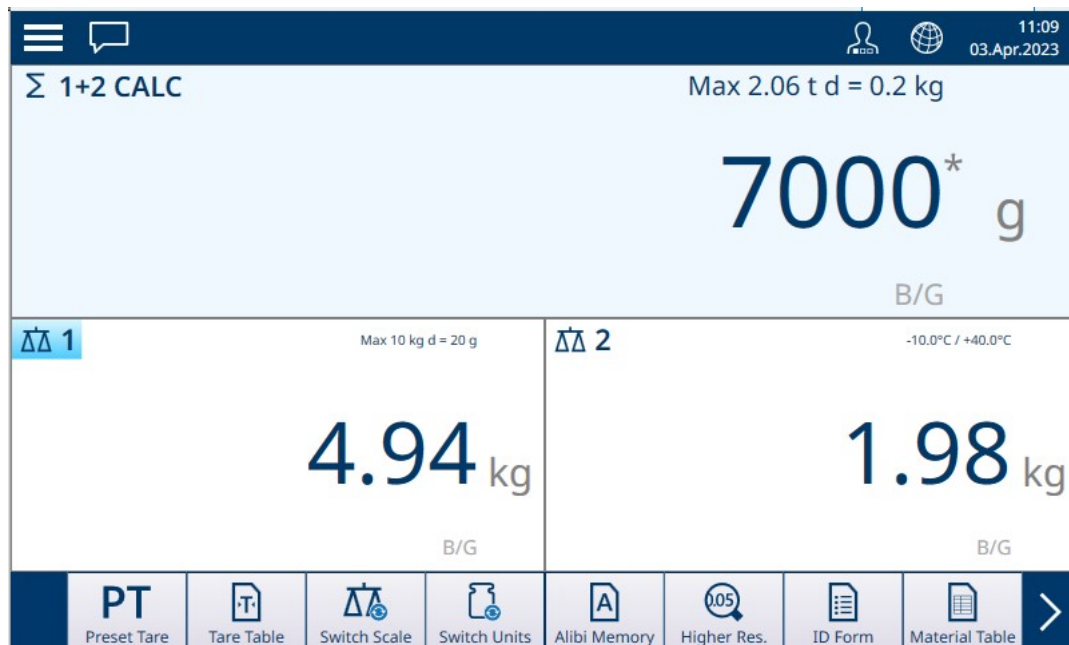 11:09
03.Apr.2023
Σ 1+2 CALC
Max 2.06 t d = 0.2 kg
7000* g
B/G
1
Max 10 kg d = 20 g
4.94 kg
B/G
2
-10.0°C / +40.0°C
1.98 kg
B/G
PT
Preset Tare
T
Tare Table
Switch Scale
Switch Units
A
Alibi Memory
0.05
Higher Res.
ID Form
Material Table